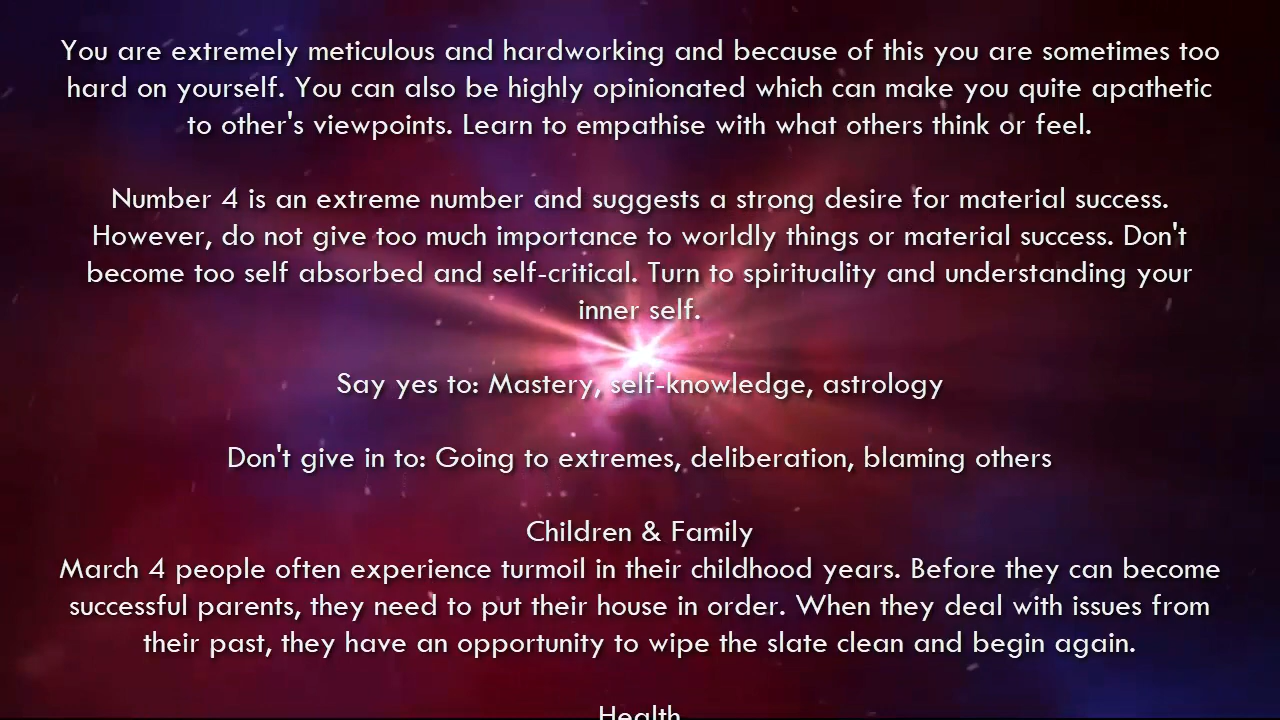 You are extremely meticulous and hardworking and because of this you are sometimes too
hard on yourself. You can also be highly opinionated which can make you quite apathetic
to other's viewpoints. Learn to empathise with what others think or feel.
Number 4 is an extreme number and suggests a strong desire for material success.
However, do not give too much importance to worldly things or material success. Don't
become too self absorbed and self-critical. Turn to spirituality and understanding your
inner self.
Say yes to: Mastery, self-knowledge, astrology
Don't give in to: Going to extremes, deliberation, blaming others
Children & Family
March 4 people often experience turmoil in their childhood years. Before they can become
successful parents, they need to put their house in order. When they deal with issues from
their past, they have an opportunity to wipe the slate clean and begin again.
Health